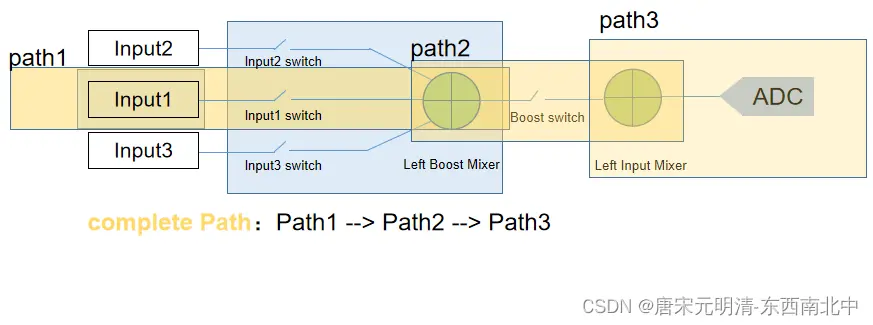 path3
path2
path1
Input2
Input2 switch
Input1
Input1 switch
Boost switch
ADC
Input3
Input3 switch
Left Boost Mixer
Left Input Mixer
complete Path：Path1 --> Path2 --> Path3
CSDN @唐宋元明清-东西南北中